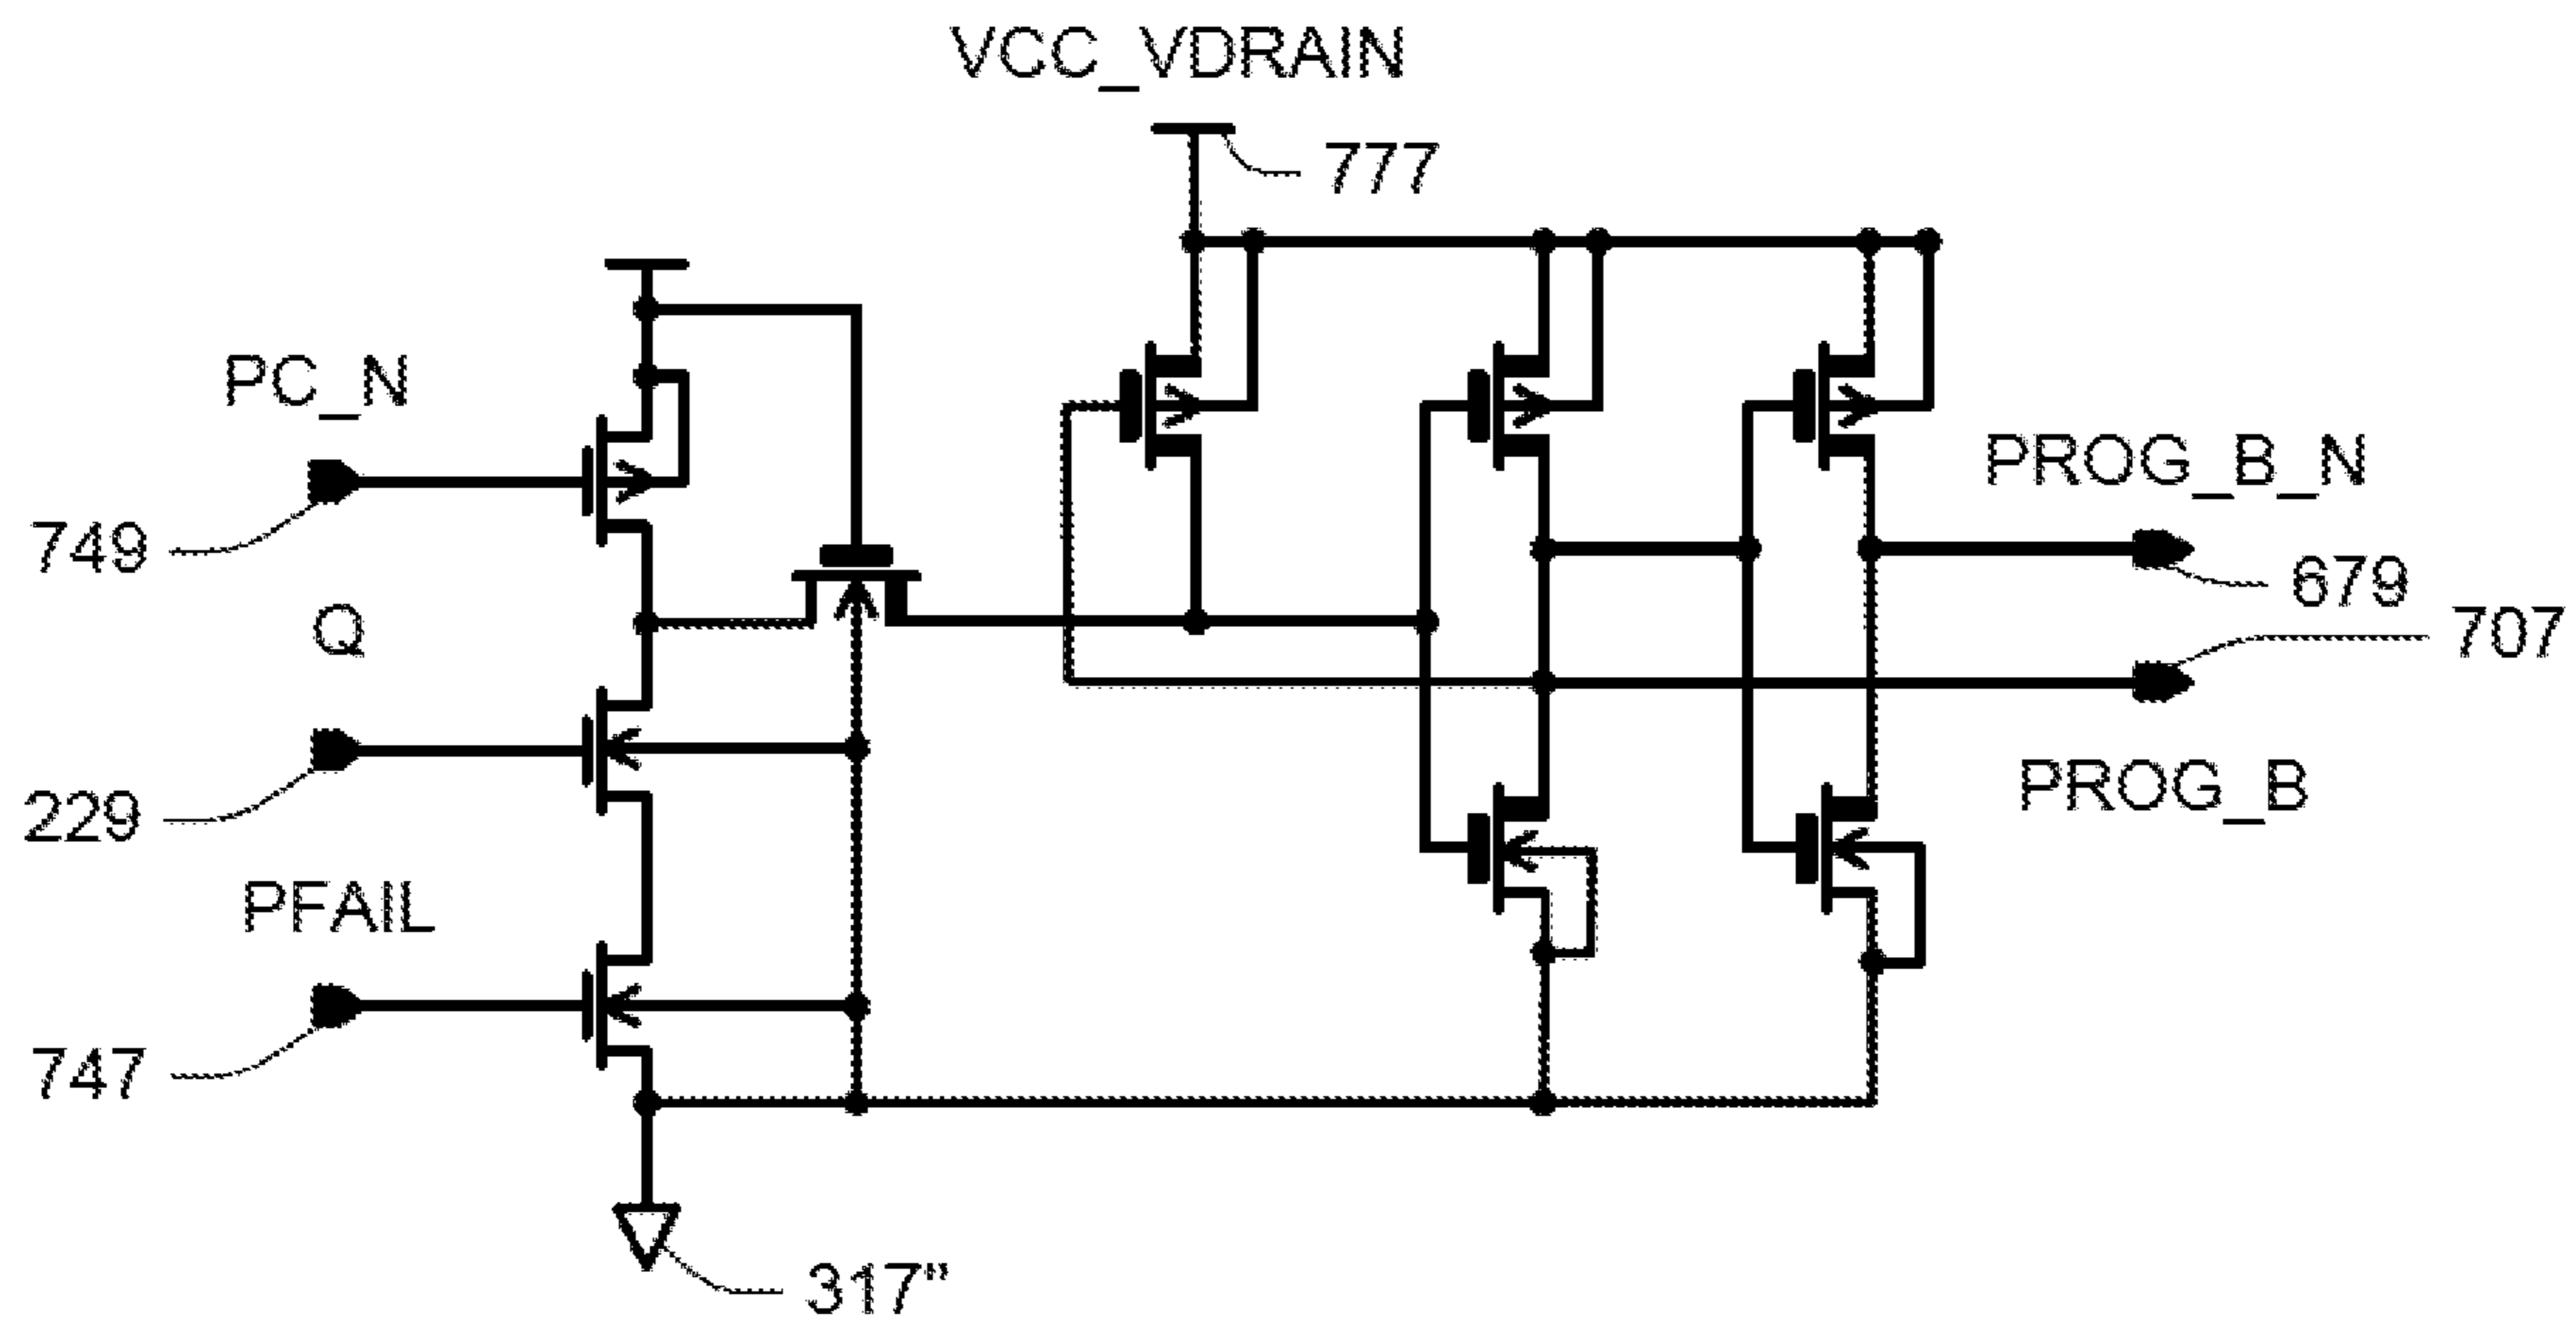 VCC_VDRAIN
777
PC_N
749
PROG_B_N
679
Q
707
229
PROG_B
PFAIL
747
317"